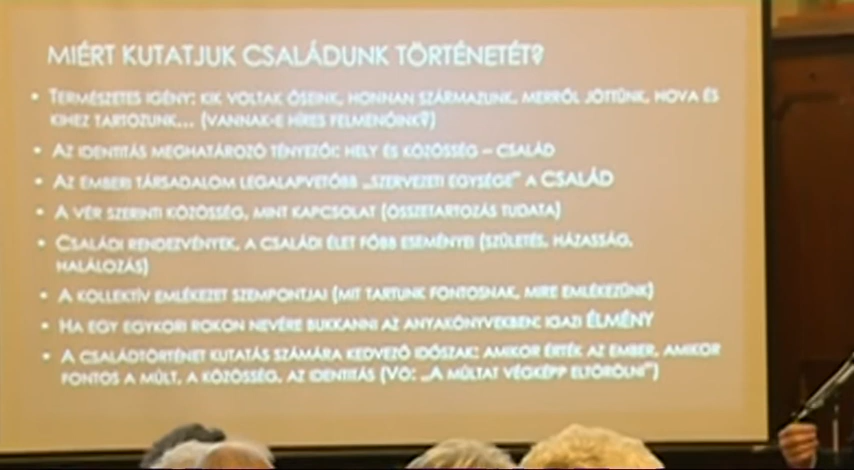 MIÉRT KUTATJUK CSALÁDUNK TÖRTÉNETÉT?
• TERMÉSZETES IGÉNY: KIK VOLTAK ŐSEINK, HONNAN SZÁRMAZUNK, MERRŐL JÖTTÜNK, HOVA ÉS
KIHEZ TARTOZUNK... (VANNAK-E HÍRES FELMENŐINK?)
• AZ IDENTITÁS MEGHATÁROZÓ TÉNYEZŐI: HELY ÉS KÖZÖSSÉG – CSALÁD
• AZ EMBERI TÁRSADALOM LEGALAPVETŐBB „SZERVEZETI EGYSÉGE" A CSALÁD
• A VÉR SZERINTI KÖZÖSSÉG, MINT KAPCSOLAT (ÖSSZETARTOZÁS TUDATA)
• CSALÁDI RENDEZVÉNYEK, A CSALÁDI ÉLET FŐBB ESEMÉNYEI (SZÜLETÉS, HÁZASSÁG,
HALÁLOZÁS)
• A KOLLEKTÍV EMLÉKEZET SZEMPONTJAI (MIT TARTUNK FONTOSNAK, MIRE EMLÉKEZÜNK)
• HA EGY EGYKORI ROKON NEVÉRE BUKKANNI AZ ANYAKÖNYVEKBEN: IGAZI ÉLMÉNY
• A CSALÁDTÖRTÉNET KUTATÁS SZÁMÁRA KEDVEZŐ IDŐSZAK: AMIKOR ÉRTÉK AZ EMBER, AMIKOR
FONTOS A MÚLT, A KÖZÖSSÉG, AZ IDENTITÁS (VÖ: „A MÚLTAT VÉGKÉPP ELTÖRÖLNI")